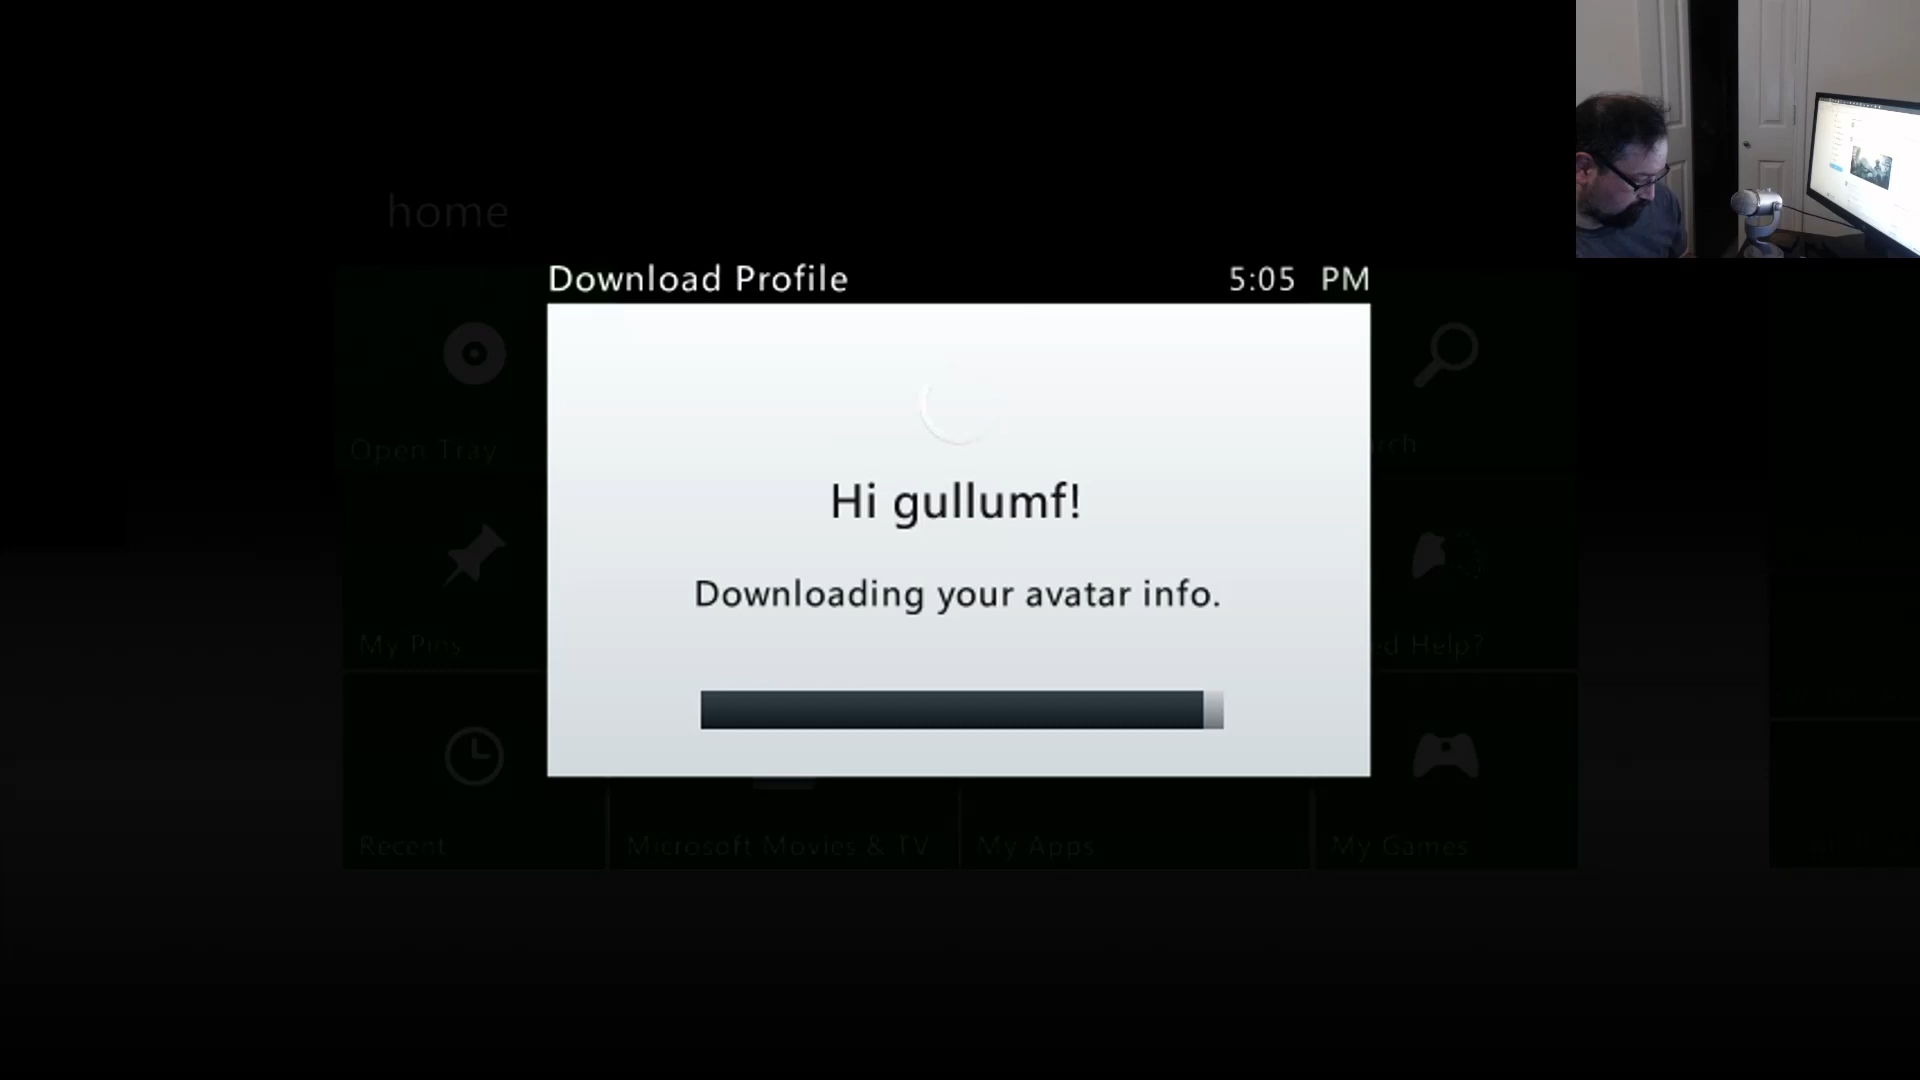 home
Download Profile 5:05 PM
Open Tray
Hi gullumf!
Downloading your avatar info.
My Pins
Help?
Recent
Microsoft Movies & TV
My Apps
My Games